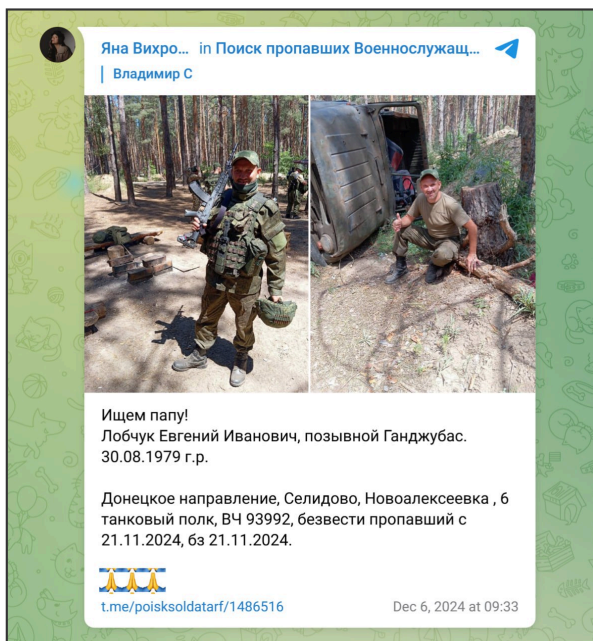 Яна Вихро... in Поиск пропавших Военнослужащ...
Владимир С
Ищем папу!
Лобчук Евгений Иванович, позывной Ганджубас.
30.08.1979 г.р.
Донецкое направление, Селидово, Новоалексеевка , 6
танковый полк, ВЧ 93992, безвести пропавший с
21.11.2024, бз 21.11.2024.
🙏🙏🙏
t.me/poisksoldatarf/1486516
Dec 6, 2024 at 09:33